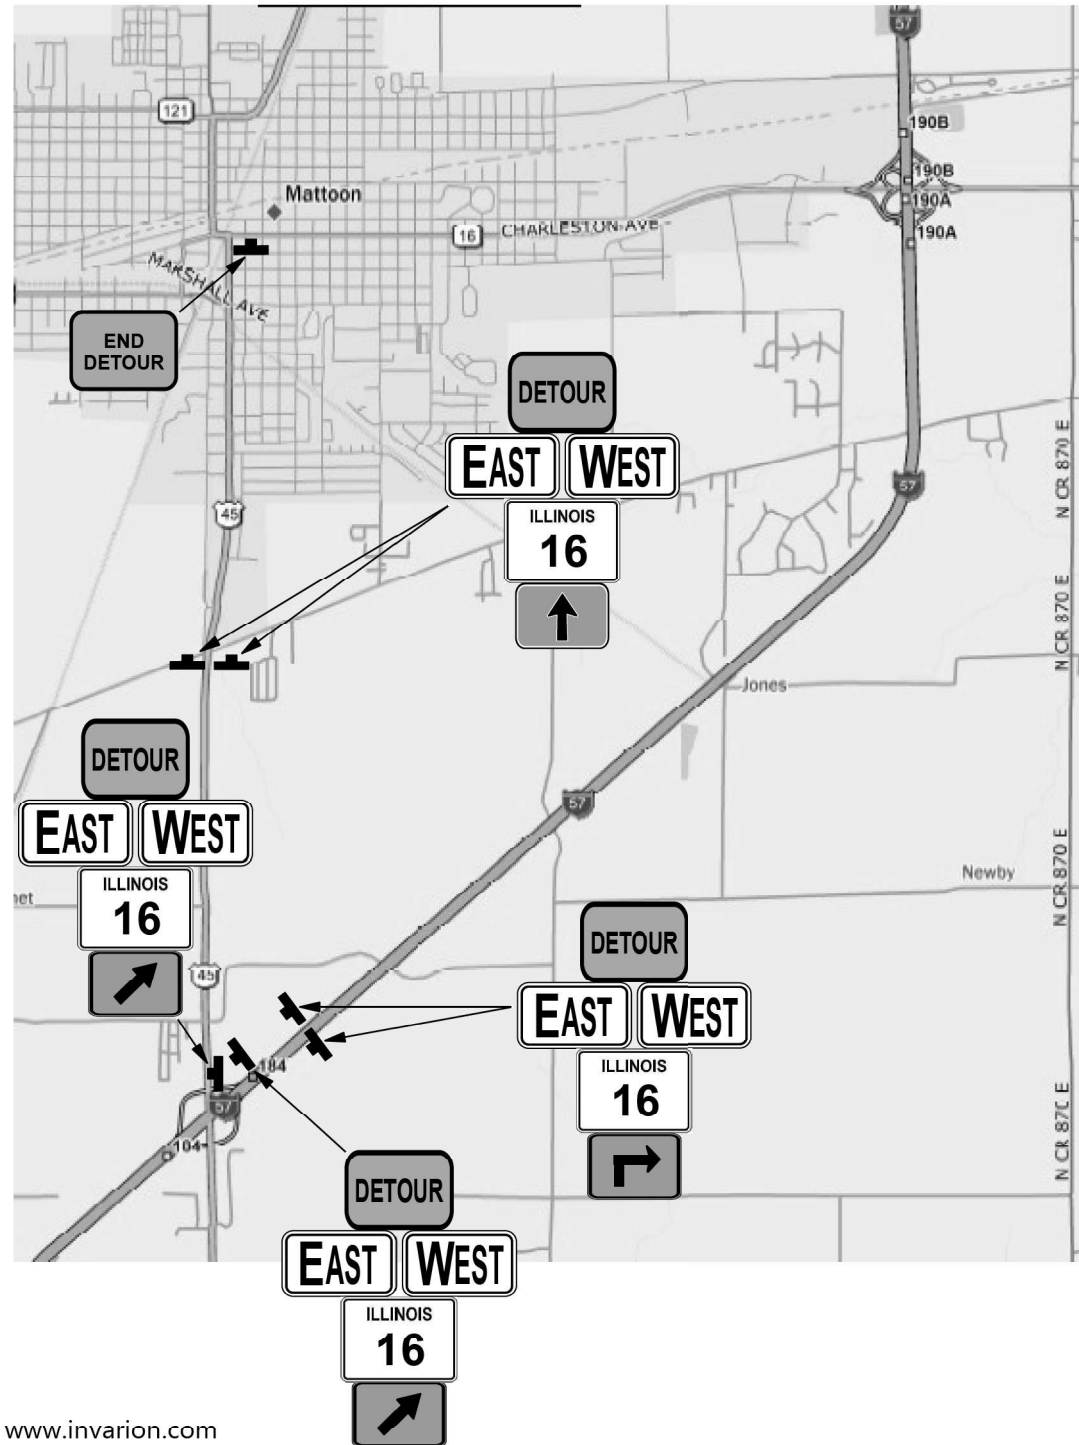 57
121
190B
190B
Mattoon
190A
16
CHARLESTON AVE
190A
MARSHALL AVE
END
DETOUR
DETOUR
N CR 870 E
EAST WEST
57
45
ILLINOIS
16
N CR 870 E
Jones
DETOUR
57
EAST WEST
N CR 870 E
Newby
ILLINOIS
16
net
DETOUR
45
EAST WEST
184
ILLINOIS
16
57
N CR 870 E
104
DETOUR
EAST WEST
ILLINOIS
16
www.invarion.com